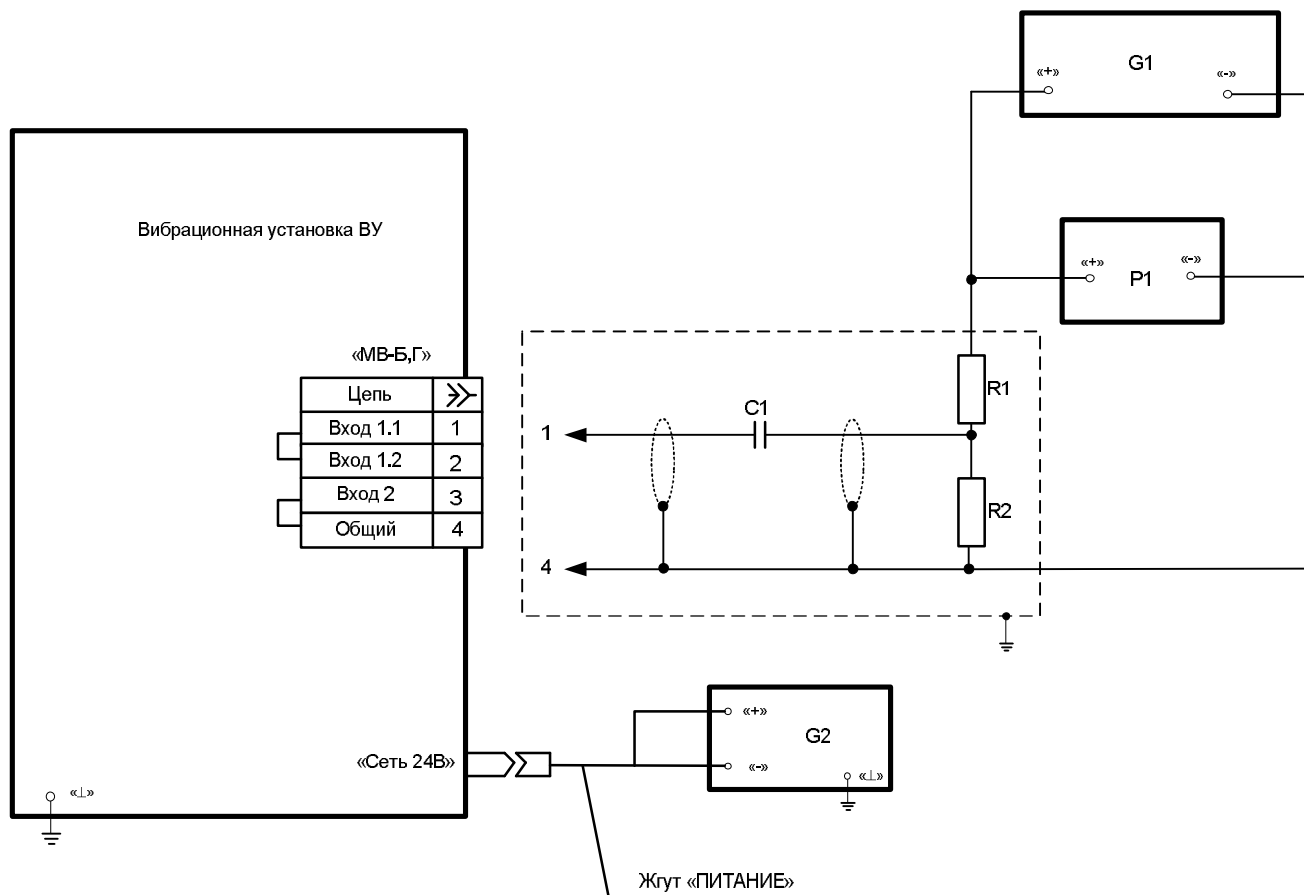 G1
«+»
«-»
Вибрационная установка ВУ
«+»
P1
«-»
«МВ-Б,Г»
Цепь
Вход 1.1 1
Вход 1.2 2
Вход 2 3
Общий 4
C1
R1
1
R2
4
«+»
G2
«Сеть 24В»
«-»
«⊥»
«⊥»
Жгут «ПИТАНИЕ»